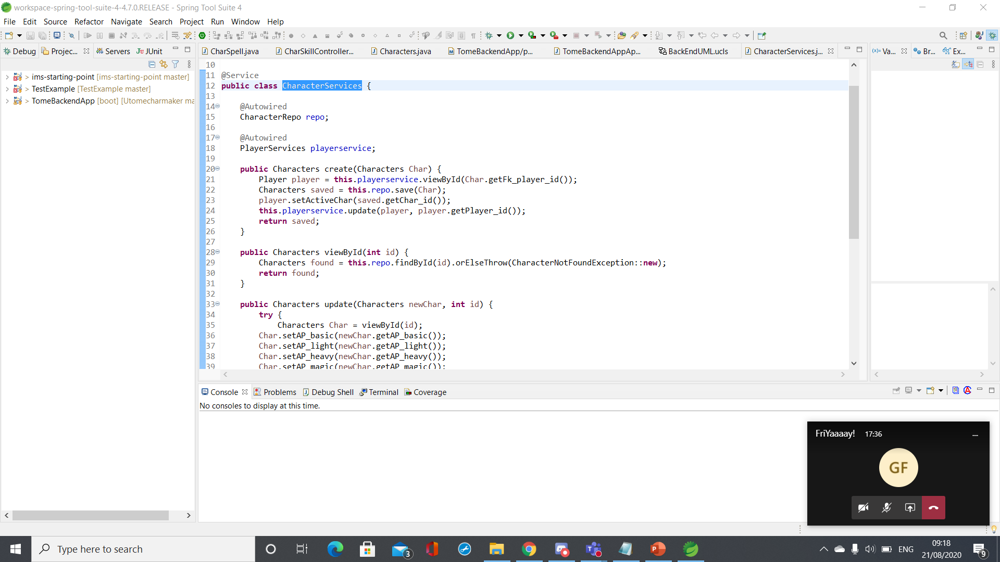 workspace-spring-tool-suite-4-4.7.0.RELEASE - Spring Tool Suite 4
File Edit Source Refactor Navigate Search Project Run Window Help
Debug Projec... Servers JUnit
ims-starting-point [ims-starting-point master]
TestExample [TestExample master]
TomeBackendApp [boot] [Utomecharmaker ma
CharSpell.java CharSkillController... Characters.java TomeBackendApp/p... TomeBackendAppAp... BackEndUML.ucls CharacterServices.j...
10
11 @Service
12 public class CharacterServices {
13
14 @Autowired
15 CharacterRepo repo;
16
17 @Autowired
18 PlayerServices playerservice;
19
20 public Characters create(Characters Char) {
21 Player player = this.playerservice.viewById(Char.getFk_player_id());
22 Characters saved = this.repo.save(Char);
23 player.setActiveChar(saved.getChar_id());
24 this.playerservice.update(player, player.getPlayer_id());
25 return saved;
26 }
27
28 public Characters viewById(int id) {
29 Characters found = this.repo.findById(id).orElseThrow(CharacterNotFoundException::new);
30 return found;
31 }
32
33 public Characters update(Characters newChar, int id) {
34 try {
35 Characters Char = viewById(id);
36 Char.setAP_basic(newChar.getAP_basic());
37 Char.setAP_light(newChar.getAP_light());
38 Char.setAP_heavy(newChar.getAP_heavy());
39 Char.setAP_magic(newChar.getAP_magic());
(x)= Va... Br... Ex...
Console Problems Debug Shell Terminal Coverage
No consoles to display at this time.
FriYaaaay! 17:36
GF
Type here to search
3
ENG
09:18
21/08/2020
9